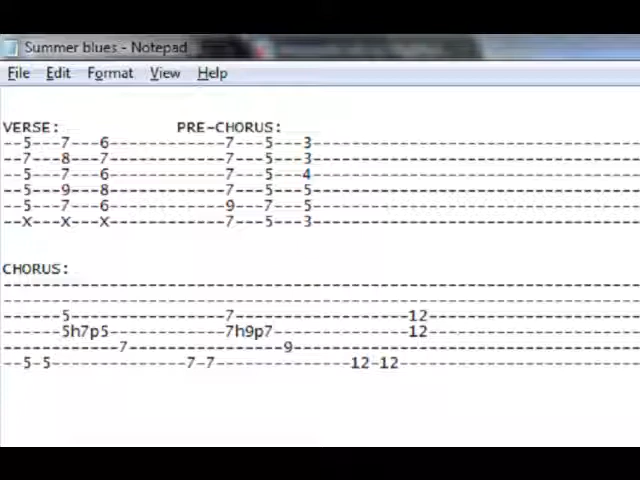 Summer blues - Notepad
File Edit Format View Help
VERSE:            PRE-CHORUS:
--5---7---6------------7---5---3----------------------------------
--7---8---7------------7---5---3----------------------------------
--5---7---6------------7---5---4----------------------------------
--5---9---8------------7---5---5----------------------------------
--5---7---6------------9---7---5----------------------------------
--x---x---x------------7---5---3----------------------------------
CHORUS:
------------------------------------------------------------------
------------------------------------------------------------------
------5----------------7------------------12----------------------
------5h7p5------------7h9p7--------------12----------------------
------------7----------------9------------------------------------
--5-5--------------7-7--------------12-12-------------------------